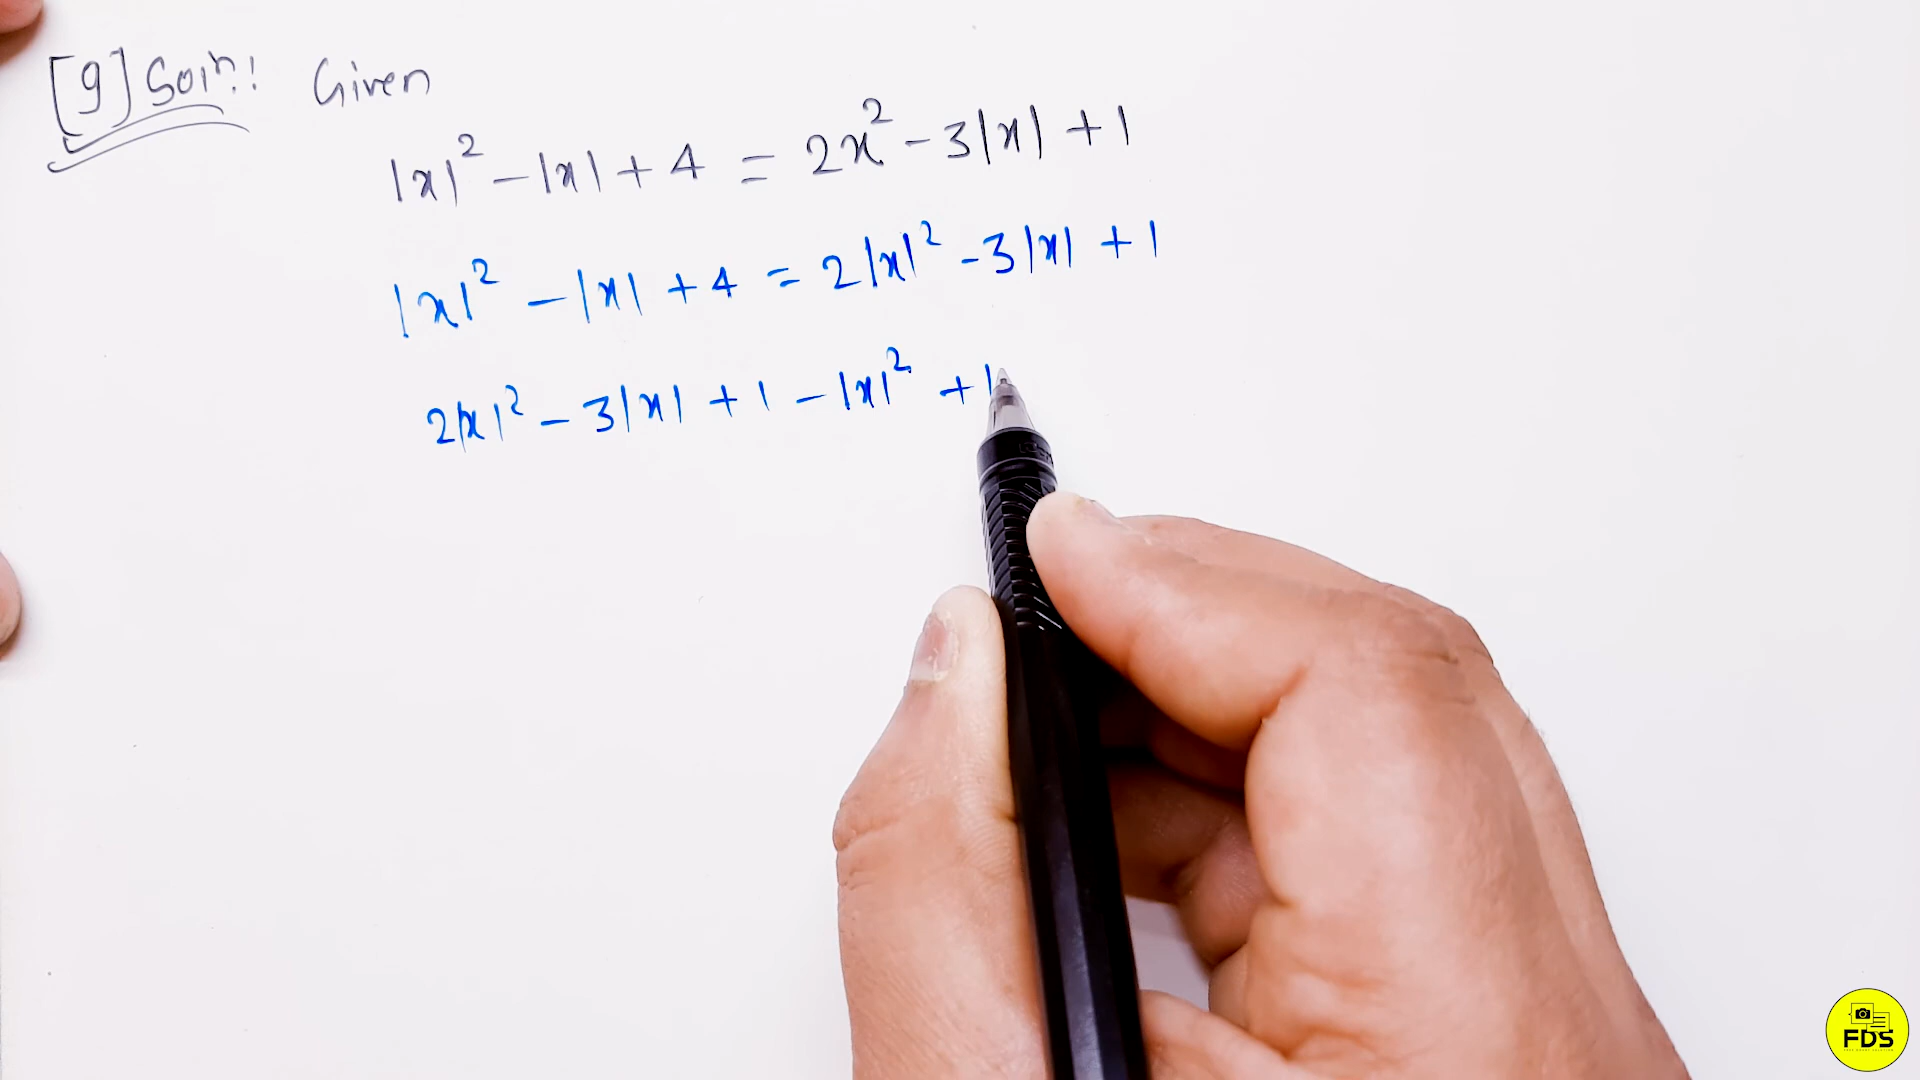 [9] Soln: Given
|x|² - |x| + 4 = 2x² - 3|x| + 1
|x|² - |x| + 4 = 2|x|² - 3|x| + 1
2|x|² - 3|x| + 1 - |x|² + |
FDS